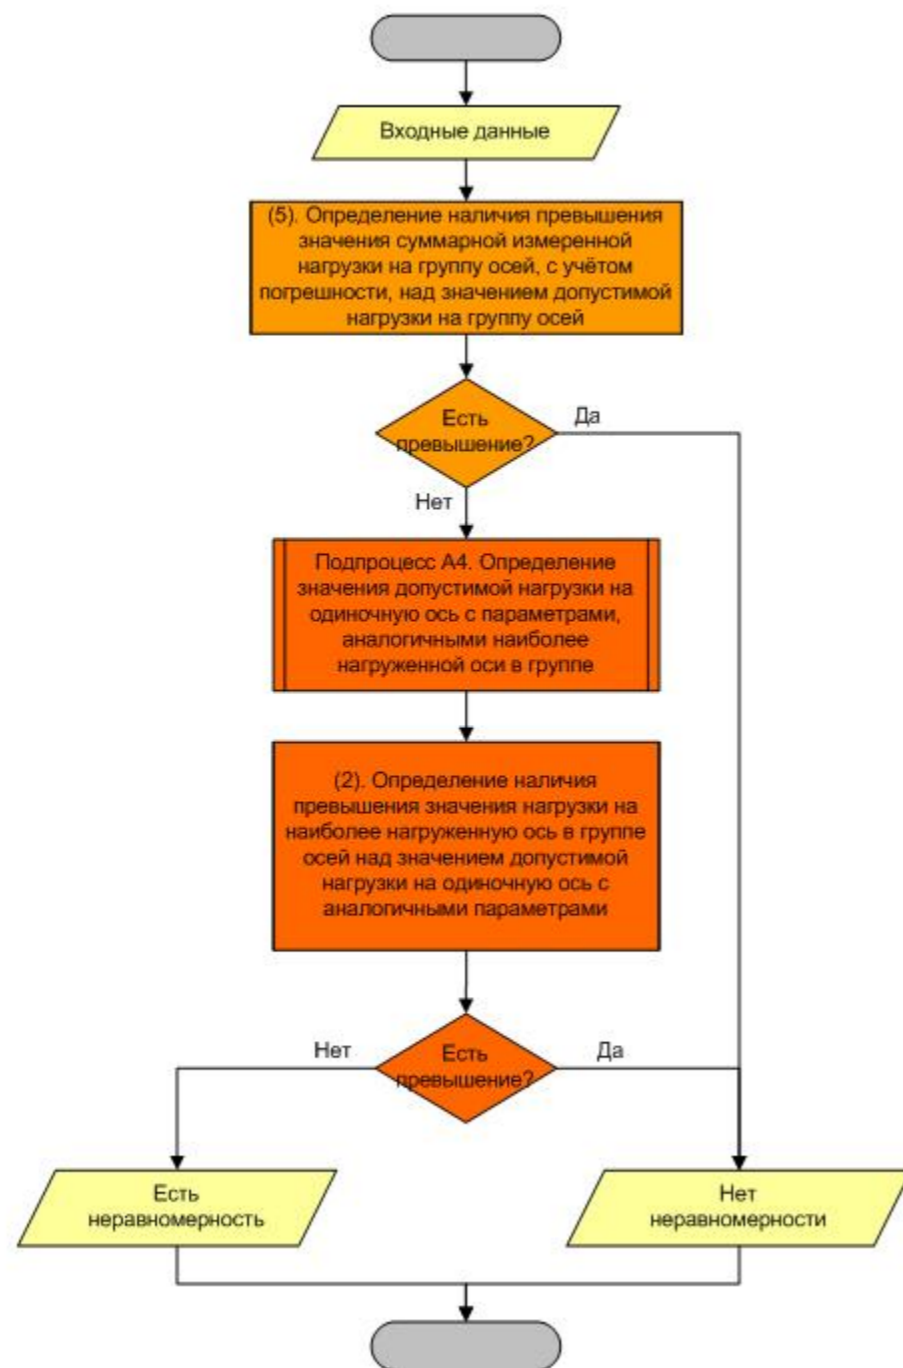 Входные данные
(5). Определение наличия превышения
значения суммарной измеренной
нагрузки на группу осей, с учётом
погрешности, над значением допустимой
нагрузки на группу осей
Есть
превышение?
Да
Нет
Подпроцесс А4. Определение
значения допустимой нагрузки на
одиночную ось с параметрами,
аналогичными наиболее
нагруженной оси в группе
(2). Определение наличия
превышения значения нагрузки на
наиболее нагруженную ось в группе
осей над значением допустимой
нагрузки на одиночную ось с
аналогичными параметрами
Нет
Есть
превышение?
Да
Есть
неравномерность
Нет
неравномерности